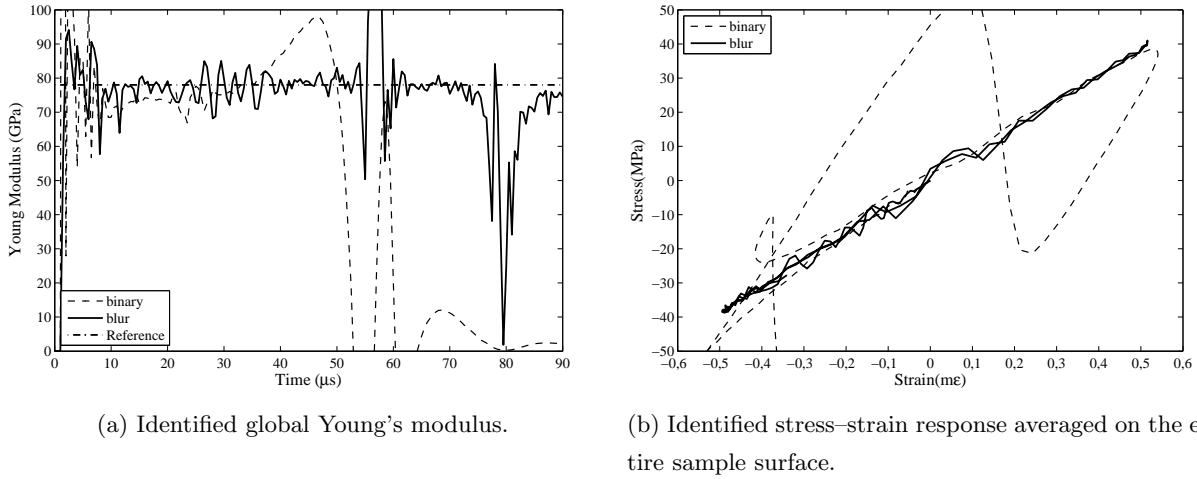 100
90
80
70
60
50
40
30
20
10
0
Young Modulus (GPa)
binary
blur
Reference
0 10 20 30 40 50 60 70 80 90
Time (μs)
(a) Identified global Young's modulus.
50
40
30
20
10
0
−10
−20
−30
−40
−50
Stress(MPa)
binary
blur
−0,6 −0,5 −0,4 −0,3 −0,2 −0,1 0 0,1 0,2 0,3 0,4 0,5 0,6
Strain(mε)
(b) Identified stress–strain response averaged on the e
tire sample surface.